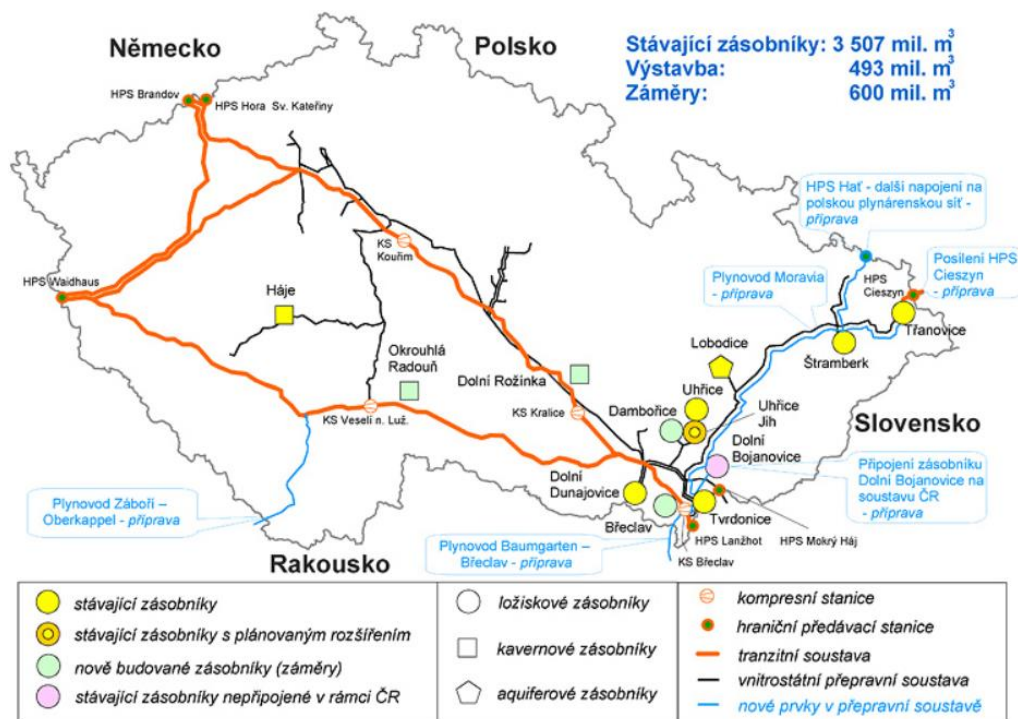 Německo
Polsko
Stávající zásobníky: 3 507 mil. m³
Výstavba: 493 mil. m³
Záměry: 600 mil. m³
HPS Brandov
HPS Hora Sv. Kateřiny
HPS Hať - další napojení na
polskou plynárenskou síť -
příprava
KS
Kouřim
HPS Waidhaus
Plynovod Moravia
- příprava
HPS
Cieszyn
Posílení HPS
Cieszyn
- příprava
Háje
Třanovice
Lobodice
Štramberk
Okrouhlá
Radouň
Dolní Rožínka
Uhřice
KS Veselí n. Luž.
KS Kralice
Dambořice
Uhřice
Jih
Slovensko
Dolní
Bojanovice
Dolní
Dunajovice
Připojení zásobníku
Dolní Bojanovice na
soustavu ČR
- příprava
Plynovod Záboří –
Oberkappel - příprava
Břeclav
Tvrdonice
HPS Lanžhot
HPS Mokrý Háj
Plynovod Baumgarten –
Břeclav - příprava
KS Břeclav
Rakousko
stávající zásobníky
stávající zásobníky s plánovaným rozšířením
nově budované zásobníky (záměry)
stávající zásobníky nepřipojené v rámci ČR
ložiskové zásobníky
kavernové zásobníky
aquiferové zásobníky
kompresní stanice
hraniční předávací stanice
tranzitní soustava
vnitrostátní přepravní soustava
nové prvky v přepravní soustavě